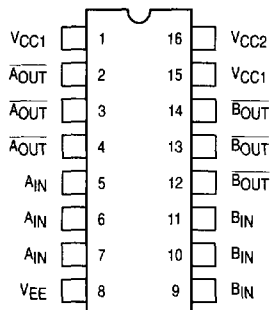 VCC1 1 16 VCC2
AOUT 2 15 VCC1
AOUT 3 14 BOUT
AOUT 4 13 BOUT
AIN 5 12 BOUT
AIN 6 11 BIN
AIN 7 10 BIN
VEE 8 9 BIN